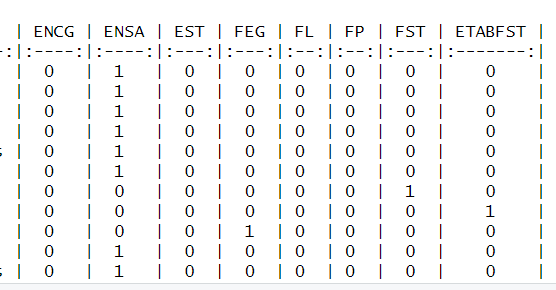 | ENCG | ENSA | EST | FEG | FL | FP | FST | ETABFST |
-:|:----:|:----:|:---:|:---:|:--:|:--:|:---:|:-------:|
| 0 | 1 | 0 | 0 | 0 | 0 | 0 | 0 |
| 0 | 1 | 0 | 0 | 0 | 0 | 0 | 0 |
| 0 | 1 | 0 | 0 | 0 | 0 | 0 | 0 |
| 0 | 1 | 0 | 0 | 0 | 0 | 0 | 0 |
s | 0 | 1 | 0 | 0 | 0 | 0 | 0 | 0 |
| 0 | 1 | 0 | 0 | 0 | 0 | 0 | 0 |
| 0 | 0 | 0 | 0 | 0 | 0 | 1 | 0 |
| 0 | 0 | 0 | 0 | 0 | 0 | 0 | 1 |
| 0 | 0 | 0 | 1 | 0 | 0 | 0 | 0 |
| 0 | 1 | 0 | 0 | 0 | 0 | 0 | 0 |
s | 0 | 1 | 0 | 0 | 0 | 0 | 0 | 0 |